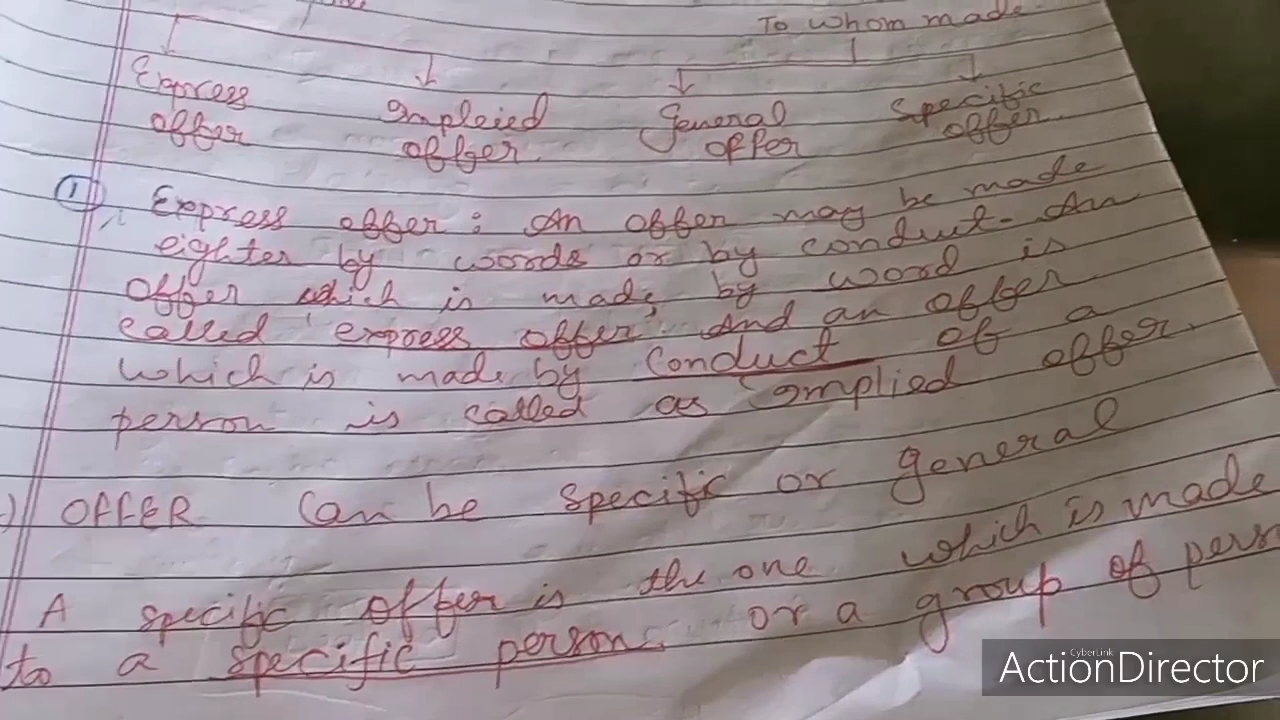 To whom made
Express offer
Impleied offer
General offer
Specific offer
1 Express offer : An offer may be made
eighter by words or by conduct. An
offer which is made by word is
called 'express offer'. And an offer
which is made by conduct of a
person is called as Implied offer.
OFFER can be specific or general
A specific offer is the one which is made
to a specific person. or a group of pers
CyberLink
ActionDirector